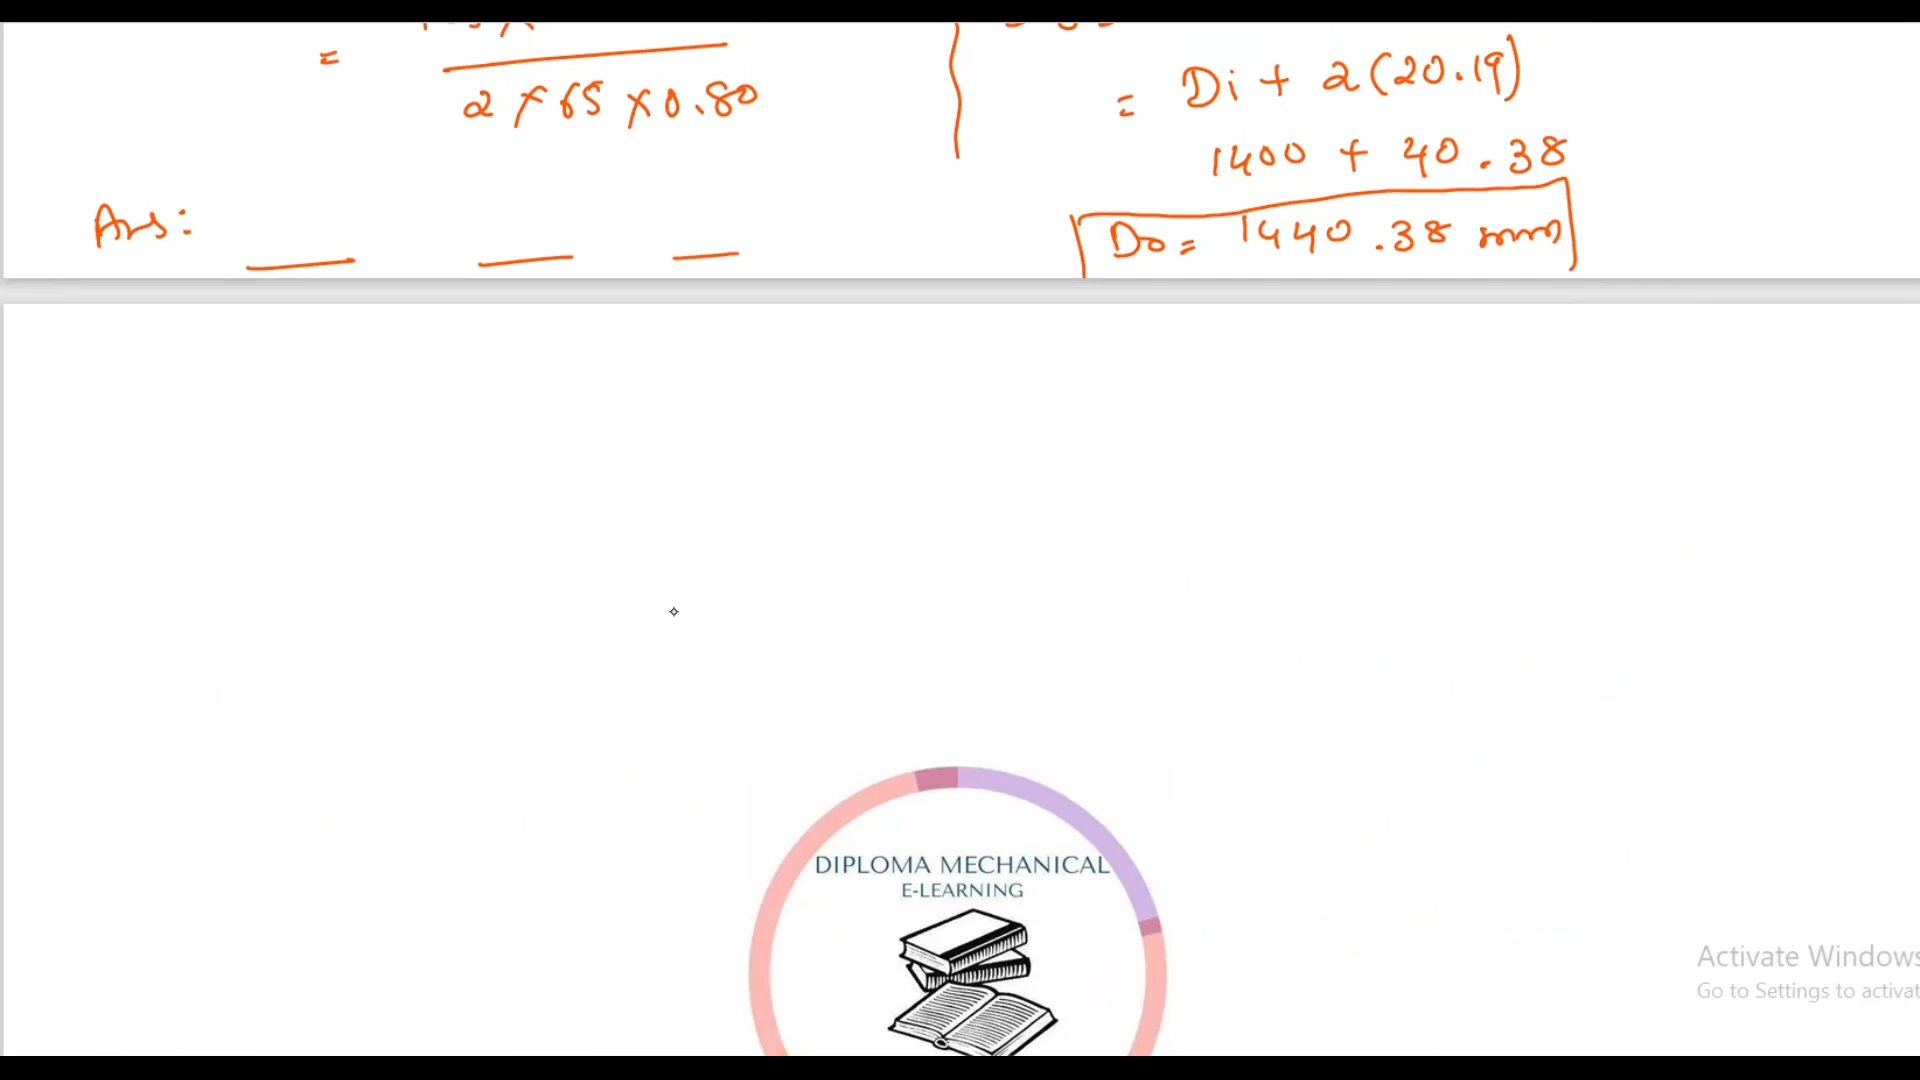 =
2 × 65 × 0.80
= Di + 2(20.19)
1400 + 40.38
Ans:
Do = 1440.38 mm
DIPLOMA MECHANICAL
E-LEARNING
Activate Windows
Go to Settings to activat